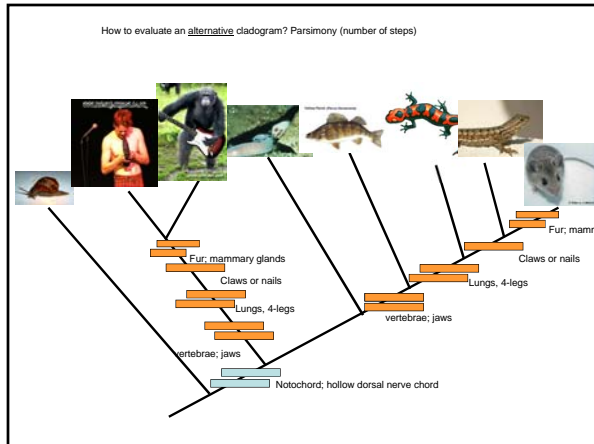 How to evaluate an alternative cladogram? Parsimony (number of steps)
Fur; mamm
Fur; mammary glands
Claws or nails
Claws or nails
Lungs, 4-legs
Lungs, 4-legs
vertebrae; jaws
vertebrae; jaws
Notochord; hollow dorsal nerve chord